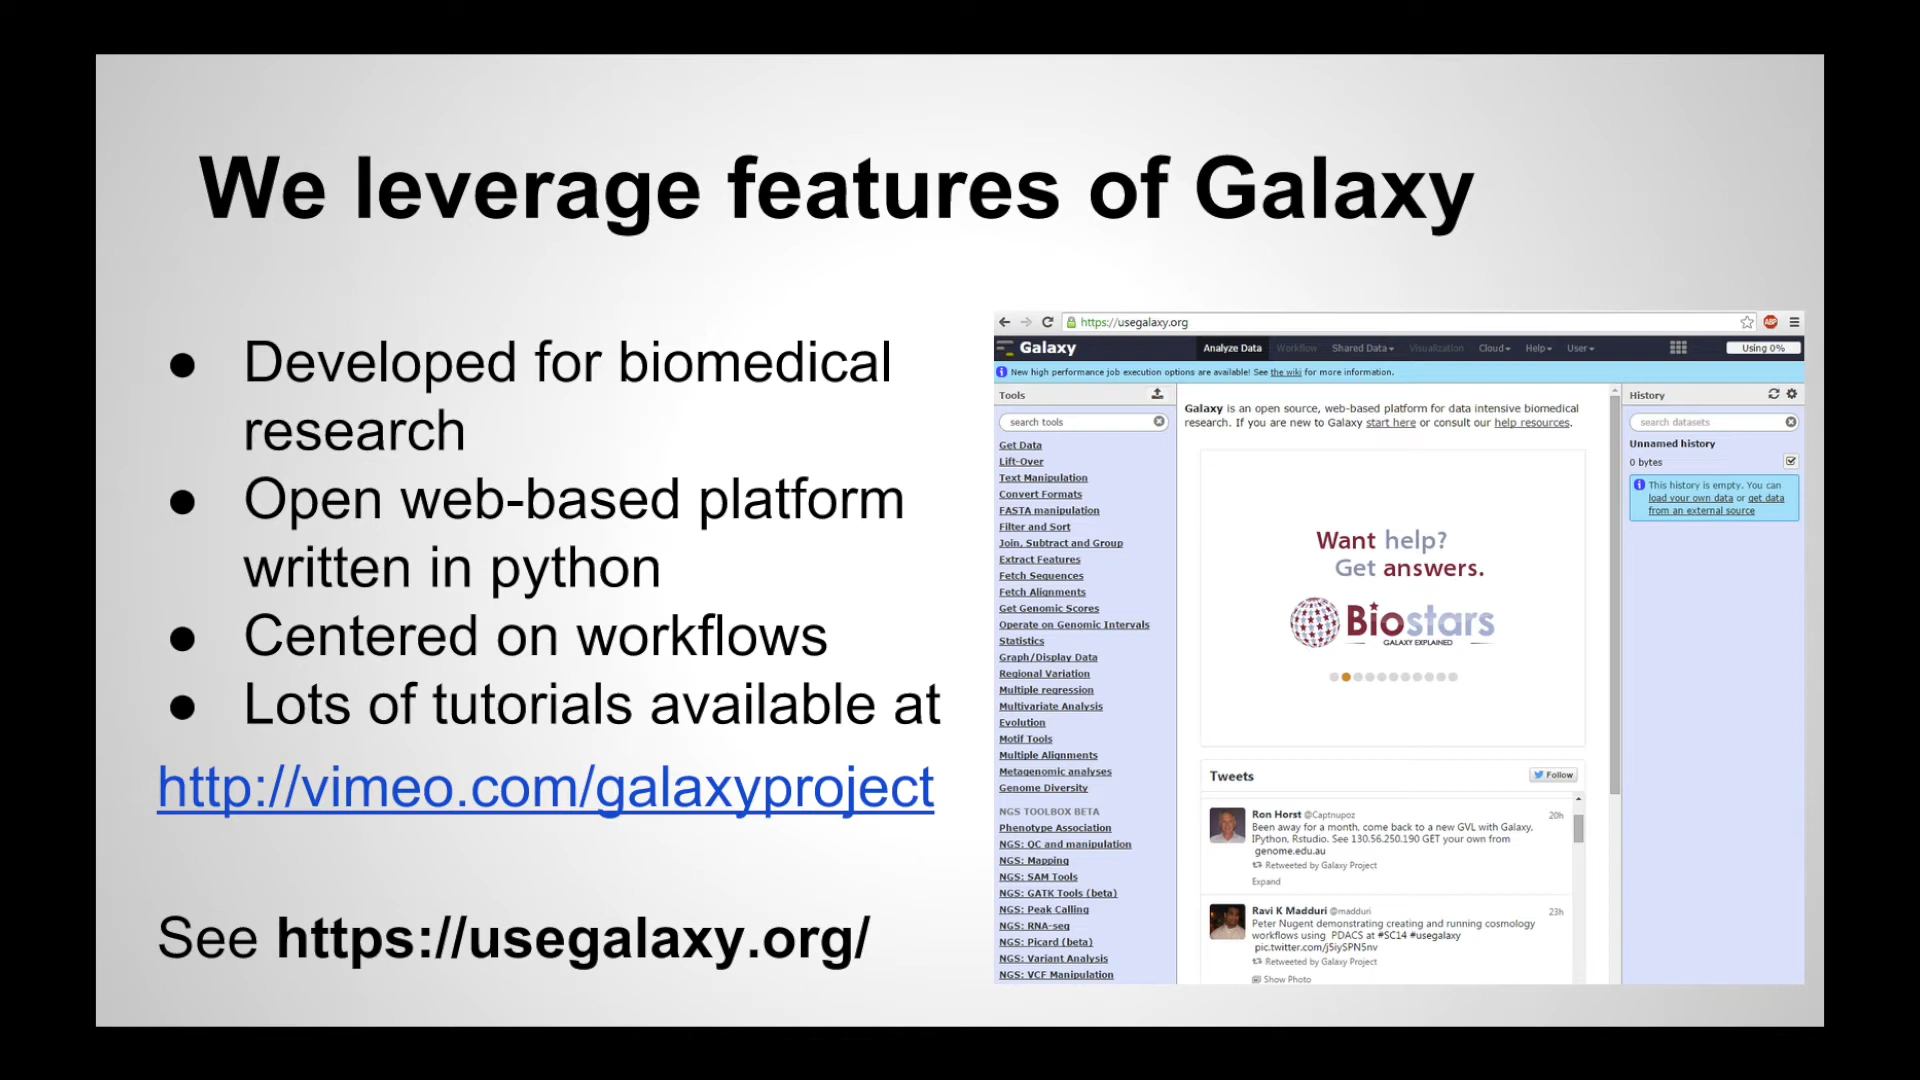 We leverage features of Galaxy
● Developed for biomedical
research
● Open web-based platform
written in python
● Centered on workflows
● Lots of tutorials available at
http://vimeo.com/galaxyproject
See https://usegalaxy.org/
https://usegalaxy.org
ABP
Galaxy
Analyze Data Workflow Shared Data Visualization Cloud Help User Using 0%
New high performance job execution options are available! See the wiki for more information.
Tools
search tools
Get Data
Lift-Over
Text Manipulation
Convert Formats
FASTA manipulation
Filter and Sort
Join, Subtract and Group
Extract Features
Fetch Sequences
Fetch Alignments
Get Genomic Scores
Operate on Genomic Intervals
Statistics
Graph/Display Data
Regional Variation
Multiple regression
Multivariate Analysis
Evolution
Motif Tools
Multiple Alignments
Metagenomic analyses
Genome Diversity
NGS TOOLBOX BETA
Phenotype Association
NGS: QC and manipulation
NGS: Mapping
NGS: SAM Tools
NGS: GATK Tools (beta)
NGS: Peak Calling
NGS: RNA-seq
NGS: Picard (beta)
NGS: Variant Analysis
NGS: VCF Manipulation
Galaxy is an open source, web-based platform for data intensive biomedical
research. If you are new to Galaxy start here or consult our help resources.
Want help?
Get answers.
Biostars
GALAXY EXPLAINED
Tweets
Follow
Ron Horst @Captnupoz 20h
Been away for a month, come back to a new GVL with Galaxy.
IPython, Rstudio. See 130.56.250.190 GET your own from
genome.edu.au
Retweeted by Galaxy Project
Expand
Ravi K Madduri @madduri 23h
Peter Nugent demonstrating creating and running cosmology
workflows using PDACS at #SC14 #usegalaxy
pic.twitter.com/j5iySPN5nv
Retweeted by Galaxy Project
Show Photo
History
search datasets
Unnamed history
0 bytes
This history is empty. You can
load your own data or get data
from an external source